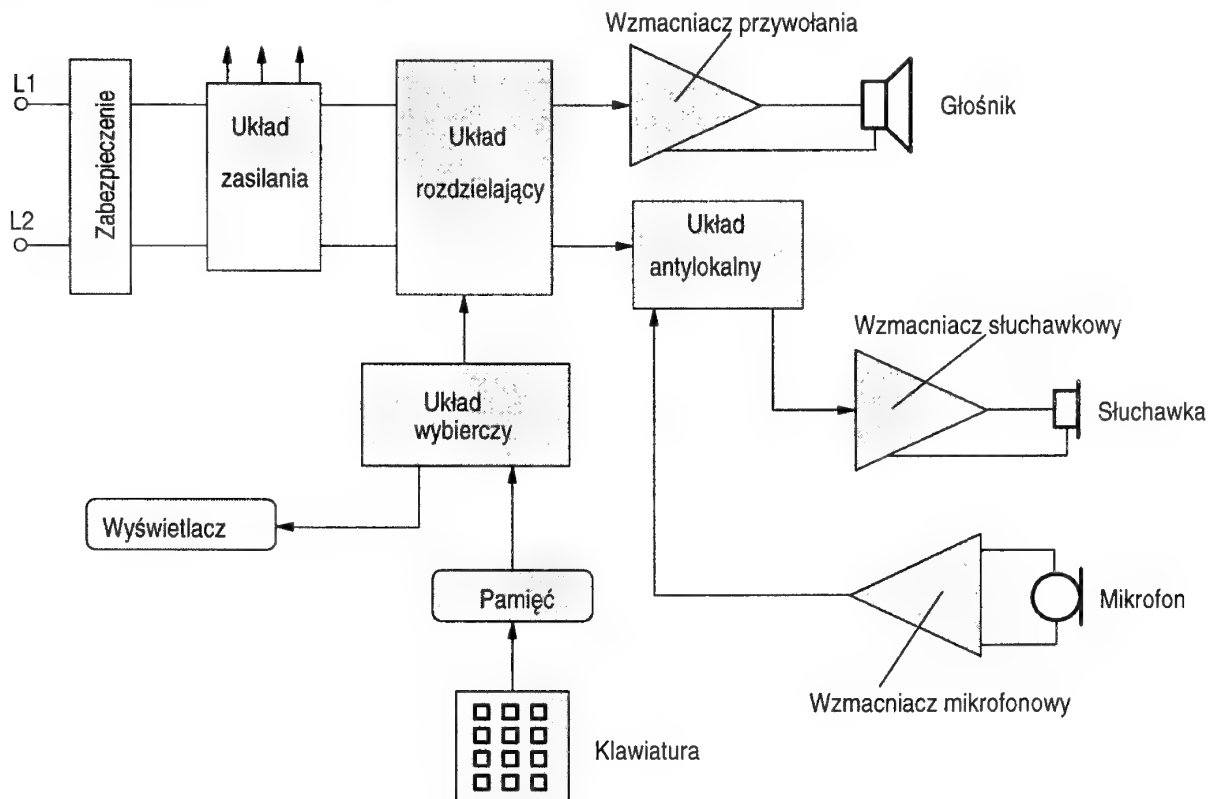 Wzmacniacz przywołania
L1
Głośnik
Zabezpieczenie
Układ
zasilania
Układ
rozdzielający
L2
Układ
antylokalny
Wzmacniacz słuchawkowy
Słuchawka
Układ
wybierczy
Wyświetlacz
Pamięć
Mikrofon
Wzmacniacz mikrofonowy
Klawiatura